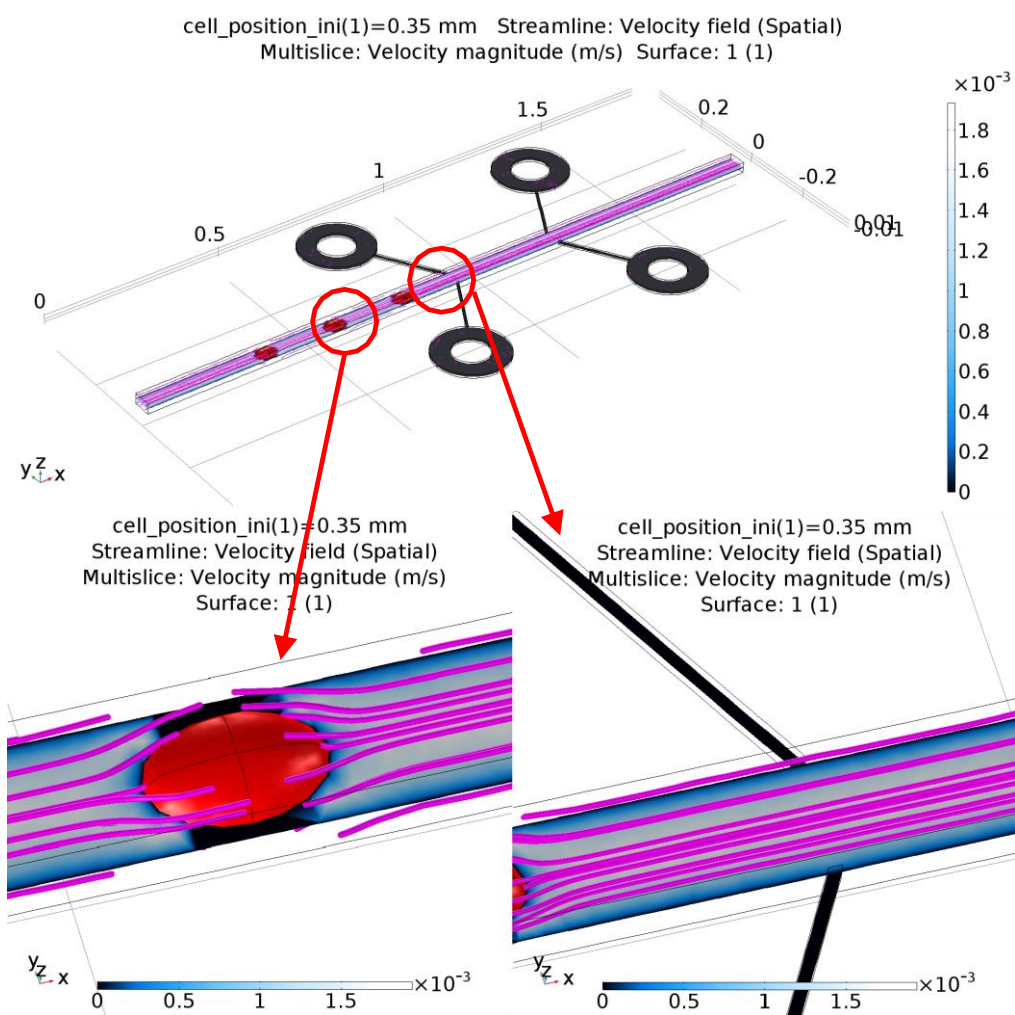 cell_position_ini(1)=0.35 mm   Streamline: Velocity field (Spatial)
Multislice: Velocity magnitude (m/s)  Surface: 1 (1)
×10⁻³
1.8
1.6
1.4
1.2
1
0.8
0.6
0.4
0.2
0
0.2
0
-0.2
0.01
-0.01
1.5
1
0.5
0
y z x
cell_position_ini(1)=0.35 mm
Streamline: Velocity field (Spatial)
Multislice: Velocity magnitude (m/s)
Surface: 1 (1)
y z x
0 0.5 1 1.5 ×10⁻³
cell_position_ini(1)=0.35 mm
Streamline: Velocity field (Spatial)
Multislice: Velocity magnitude (m/s)
Surface: 1 (1)
y z x
0 0.5 1 1.5 ×10⁻³